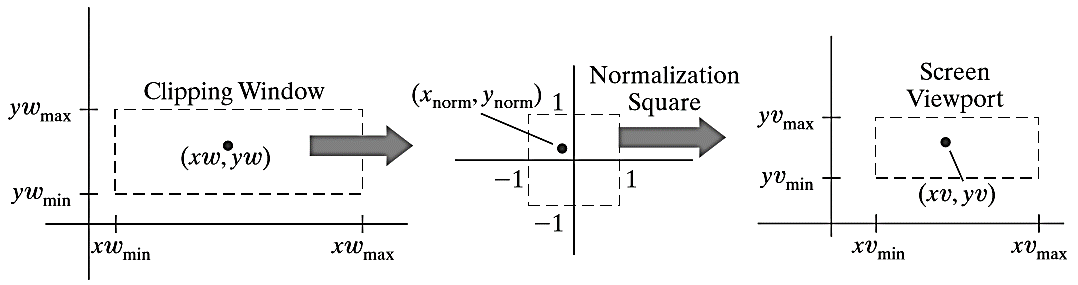 Clipping Window
yw_max
(xw, yw)
yw_min
xw_min
xw_max
(x_norm, y_norm)
1
Normalization
Square
−1
1
−1
Screen
Viewport
yv_max
yv_min
(xv, yv)
xv_min
xv_max